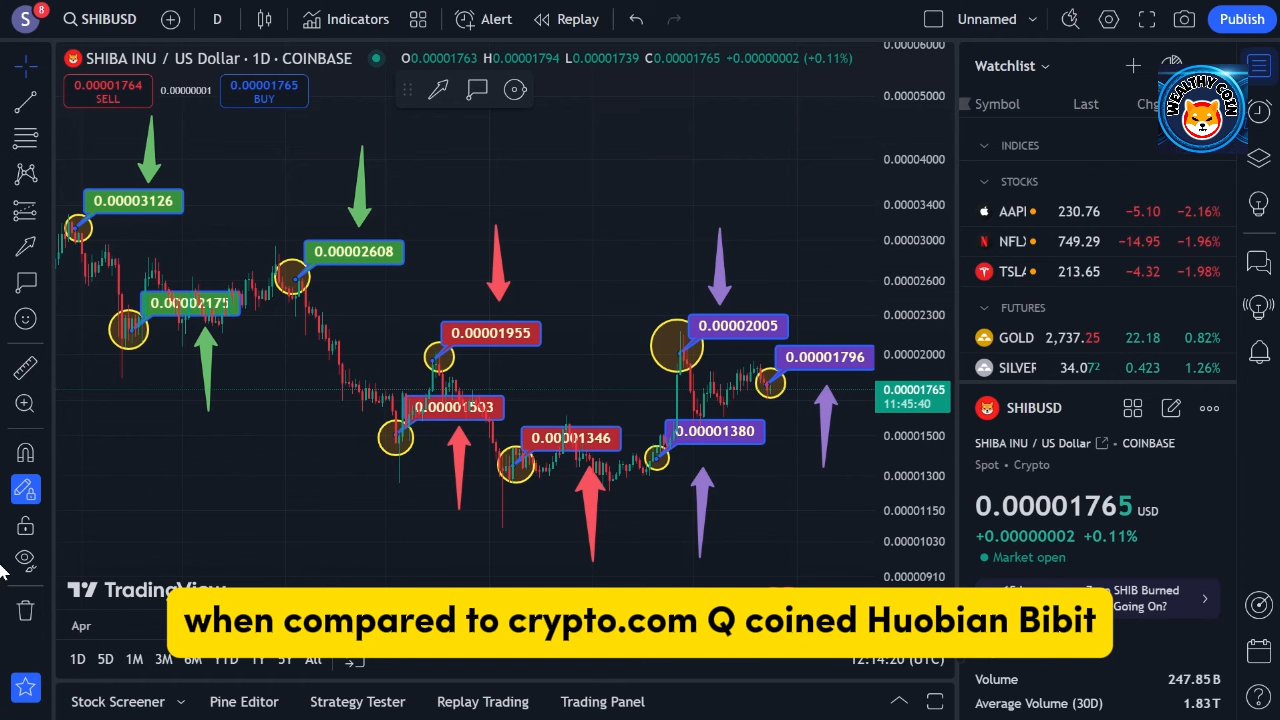 S
8
SHIBUSD
D
Indicators
Alert
Replay
Unnamed
Publish
SHIBA INU / US Dollar · 1D · COINBASE
O0.00001763 H0.00001794 L0.00001739 C0.00001765 +0.00000002 (+0.11%)
0.00001764
SELL
0.00000001
0.00001765
BUY
0.00003126
0.00002608
0.00002175
0.00001955
0.00001503
0.00001346
0.00002005
0.00001796
0.00001380
0.00006000
0.00005000
0.00004000
0.00003400
0.00003000
0.00002600
0.00002300
0.00002000
0.00001765
11:45:40
0.00001500
0.00001300
0.00001150
0.00001030
0.00000910
TradingView
Apr
when compared to crypto.com Q coined Huobian Bibit
1D 5D 1M 3M 6M YTD 1Y 5Y All
12:14:20 (UTC)
Stock Screener
Pine Editor
Strategy Tester
Replay Trading
Trading Panel
Watchlist
WEALTHY COIN
Symbol Last Chg
INDICES
STOCKS
AAPL 230.76 −5.10 −2.16%
NFLX 749.29 −14.95 −1.96%
TSLA 213.65 −4.32 −1.98%
FUTURES
GOLD 2,737.25 22.18 0.82%
SILVER 34.072 0.423 1.26%
SHIBUSD
SHIBA INU / US Dollar · COINBASE
Spot • Crypto
0.00001765 USD
+0.00000002 +0.11%
Market open
SHIB Burned
Going On?
Volume 247.85B
Average Volume (30D) 1.83T